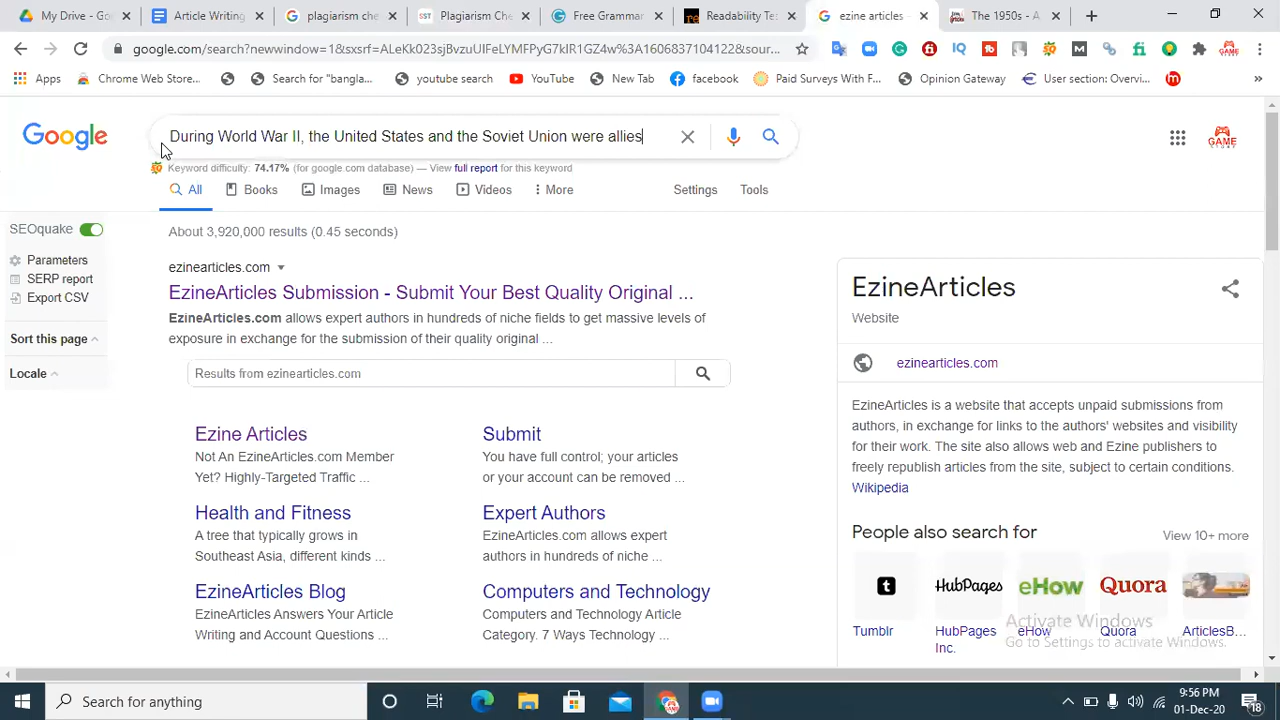 My Drive - G
Article Writing
plagiarism che
SST Plagiarism Ch
Free Grammar
Readability Te
ezine articles -
The 1950s - A
google.com/search?newwindow=1&sxsrf=ALeKk023sjBvzuUIFeLYMFPyG7kIR1GZ4w%3A1606837104122&sour...
Apps Chrome Web Store... Search for "bangla... youtube search YouTube New Tab facebook Paid Surveys With F... Opinion Gateway User section: Overvi... »
Google
During World War II, the United States and the Soviet Union were allies
GAME
Keyword difficulty: 74.17% (for google.com database) — View full report for this keyword
All Books Images News Videos More Settings Tools
SEOquake
Parameters
SERP report
Export CSV
Sort this page
Locale
About 3,920,000 results (0.45 seconds)
ezinearticles.com
EzineArticles Submission - Submit Your Best Quality Original ...
EzineArticles.com allows expert authors in hundreds of niche fields to get massive levels of
exposure in exchange for the submission of their quality original ...
Results from ezinearticles.com
Ezine Articles
Not An EzineArticles.com Member
Yet? Highly-Targeted Traffic ...
Submit
You have full control; your articles
or your account can be removed ...
Health and Fitness
A tree that typically grows in
Southeast Asia, different kinds ...
Expert Authors
EzineArticles.com allows expert
authors in hundreds of niche ...
EzineArticles Blog
EzineArticles Answers Your Article
Writing and Account Questions ...
Computers and Technology
Computers and Technology Article
Category. 7 Ways Technology ...
EzineArticles
Website
ezinearticles.com
EzineArticles is a website that accepts unpaid submissions from
authors, in exchange for links to the authors' websites and visibility
for their work. The site also allows web and Ezine publishers to
freely republish articles from the site, subject to certain conditions.
Wikipedia
People also search for
View 10+ more
HubPages eHow Quora
Tumblr
HubPages
Inc.
eHow
Quora
ArticlesB...
Activate Windows
Go to Settings to activate Windows.
Search for anything
9:56 PM
01-Dec-20
18